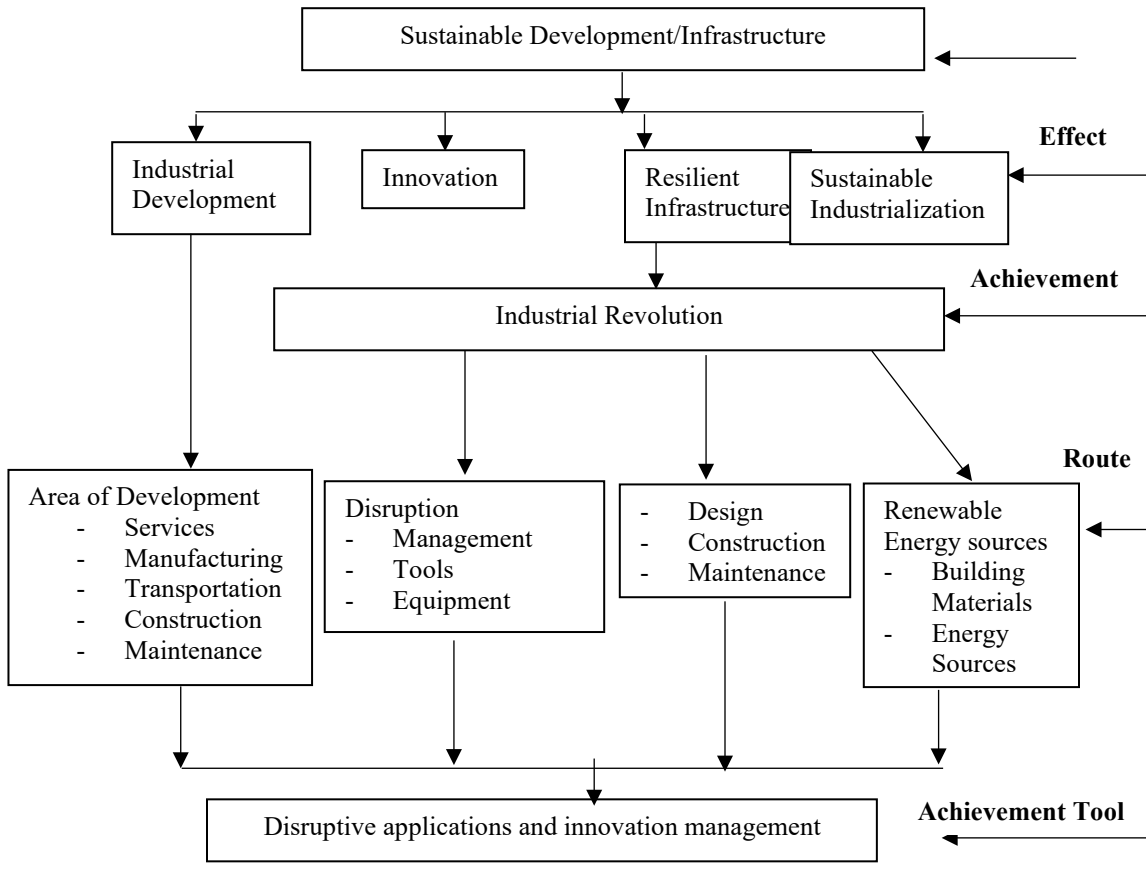 Sustainable Development/Infrastructure
Effect
Industrial
Development
Innovation
Resilient
Infrastructure
Sustainable
Industrialization
Achievement
Industrial Revolution
Route
Area of Development
- Services
- Manufacturing
- Transportation
- Construction
- Maintenance
Disruption
- Management
- Tools
- Equipment
- Design
- Construction
- Maintenance
Renewable
Energy sources
- Building
Materials
- Energy
Sources
Achievement Tool
Disruptive applications and innovation management